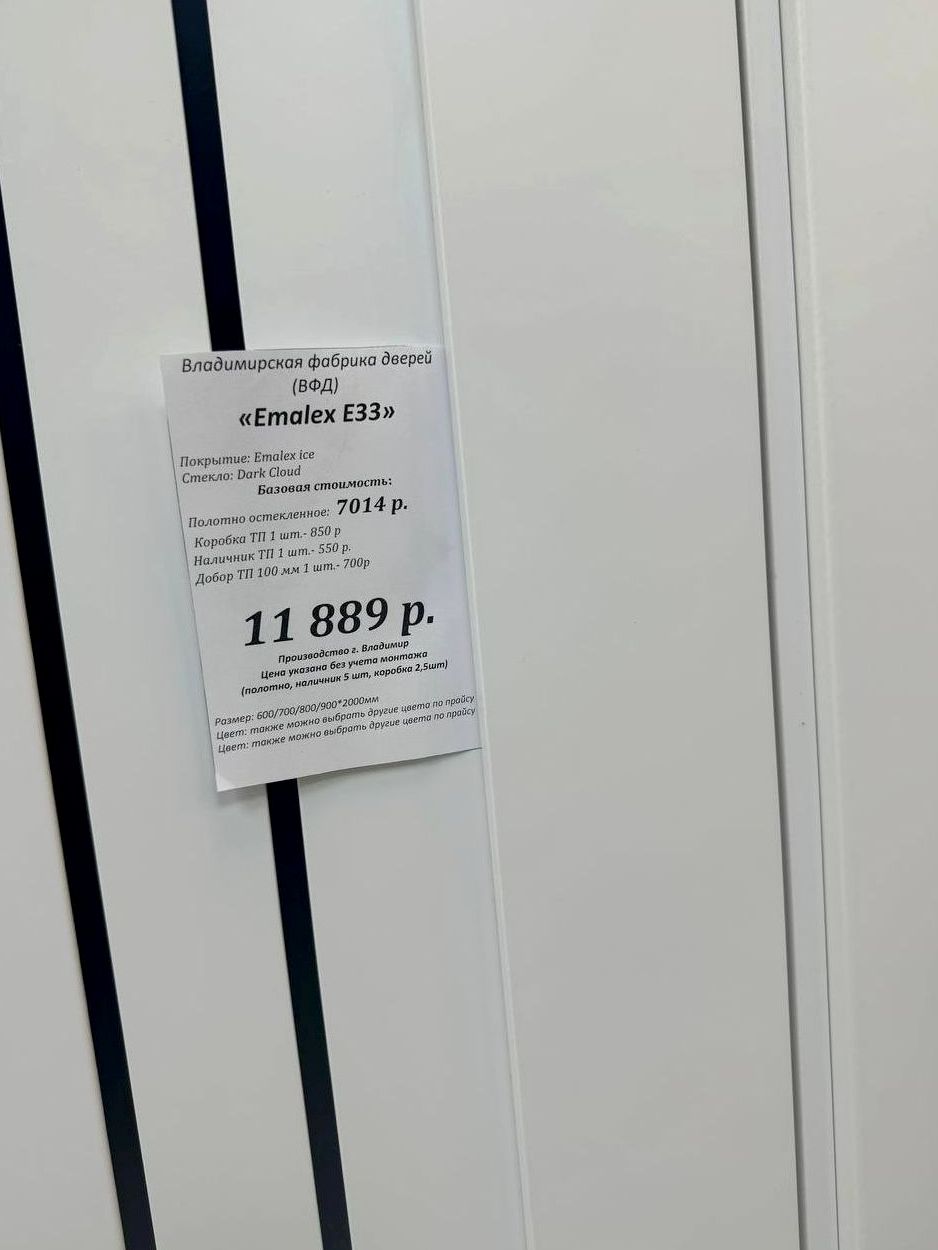 Владимирская фабрика дверей
(ВФД)
«Emalex E33»
Покрытие: Emalex ice
Стекло: Dark Cloud
Базовая стоимость:
Полотно остекленное: 7014 р.
Коробка ТП 1 шт.- 850 р
Наличник ТП 1 шт.- 550 р.
Добор ТП 100 мм 1 шт.- 700р
11 889 р.
Производство г. Владимир
Цена указана без учета монтажа
(полотно, наличник 5 шт, коробка 2,5шт)
Размер: 600/700/800/900*2000мм
Цвет: также можно выбрать другие цвета по прайсу
Цвет: также можно выбрать другие цвета по прайсу